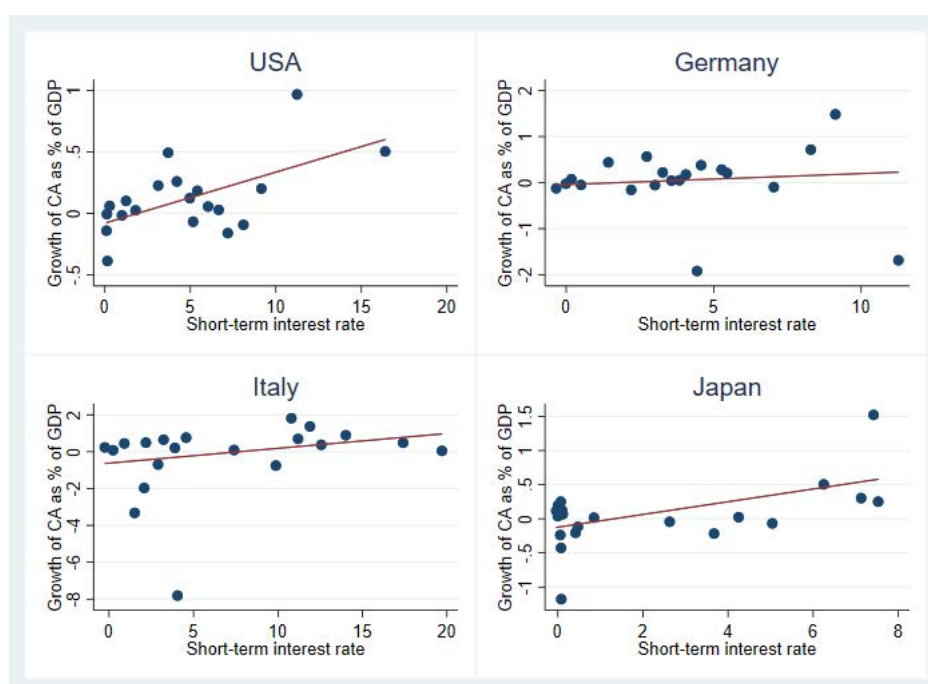 USA
Growth of CA as % of GDP
1
.5
0
-.5
0 5 10 15 20
Short-term interest rate
Germany
Growth of CA as % of GDP
2
1
0
-1
-2
0 5 10
Short-term interest rate
Italy
Growth of CA as % of GDP
2
0
-2
-4
-6
-8
0 5 10 15 20
Short-term interest rate
Japan
Growth of CA as % of GDP
1.5
1
.5
0
-.5
-1
0 2 4 6 8
Short-term interest rate